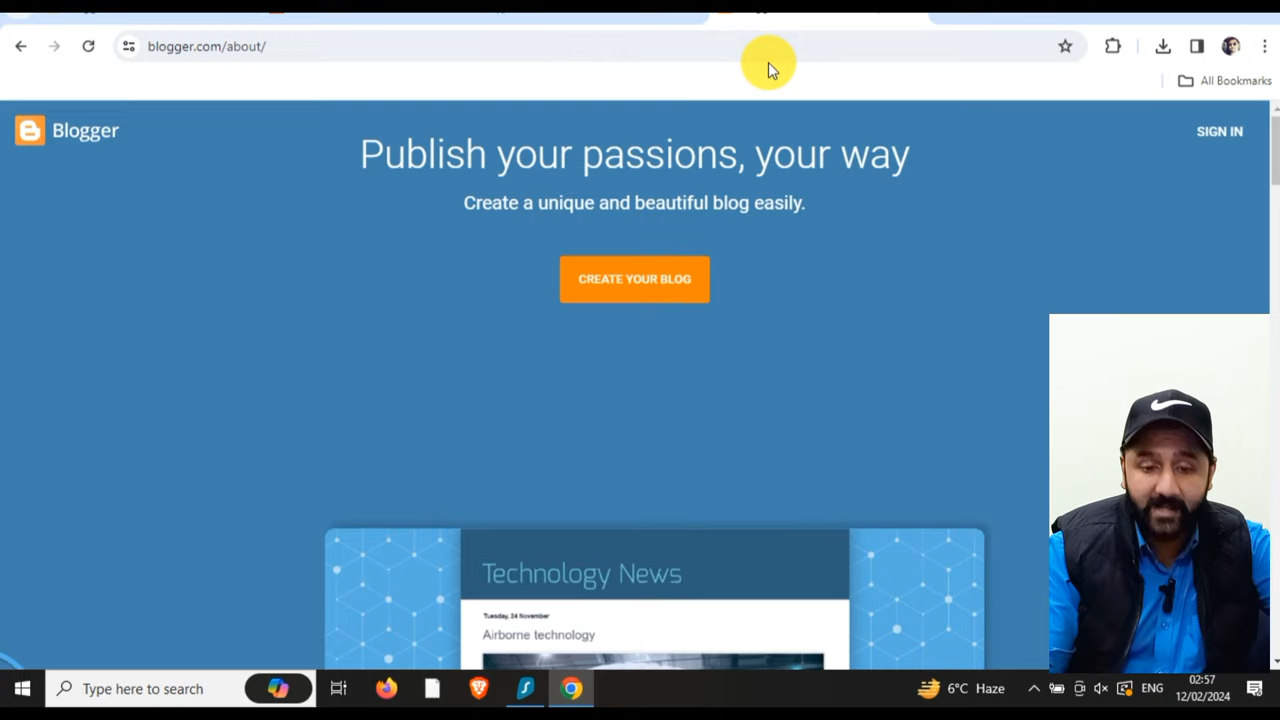 blogger.com/about/
All Bookmarks
Blogger
SIGN IN
Publish your passions, your way
Create a unique and beautiful blog easily.
CREATE YOUR BLOG
Technology News
Tuesday, 24 November
Airborne technology
Type here to search
6°C Haze
ENG
02:57
12/02/2024